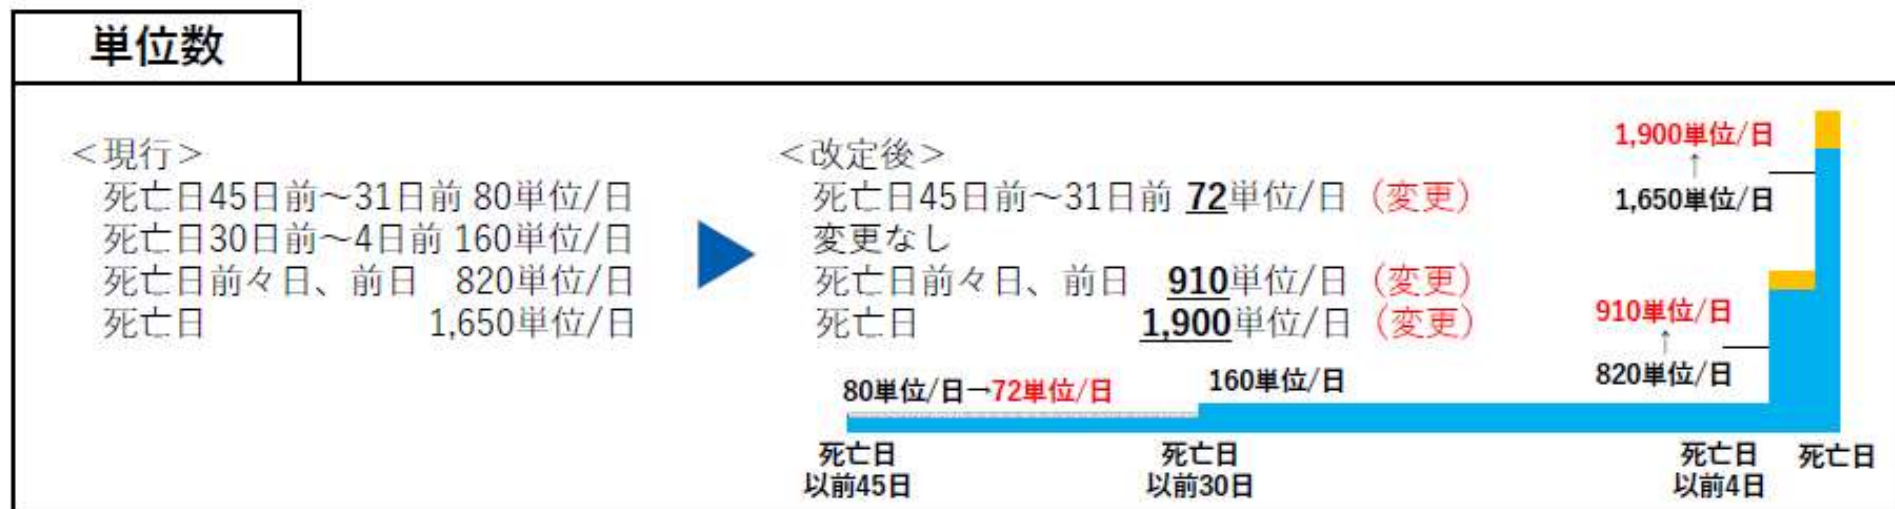 単位数
＜現行＞
死亡日45日前～31日前 80単位/日
死亡日30日前～4日前 160単位/日
死亡日前々日、前日 820単位/日
死亡日 1,650単位/日
＜改定後＞
死亡日45日前～31日前 72単位/日（変更）
変更なし
死亡日前々日、前日 910単位/日（変更）
死亡日 1,900単位/日（変更）
1,900単位/日
↑
1,650単位/日
910単位/日
↑
820単位/日
80単位/日→72単位/日
160単位/日
死亡日
以前45日
死亡日
以前30日
死亡日
以前4日
死亡日